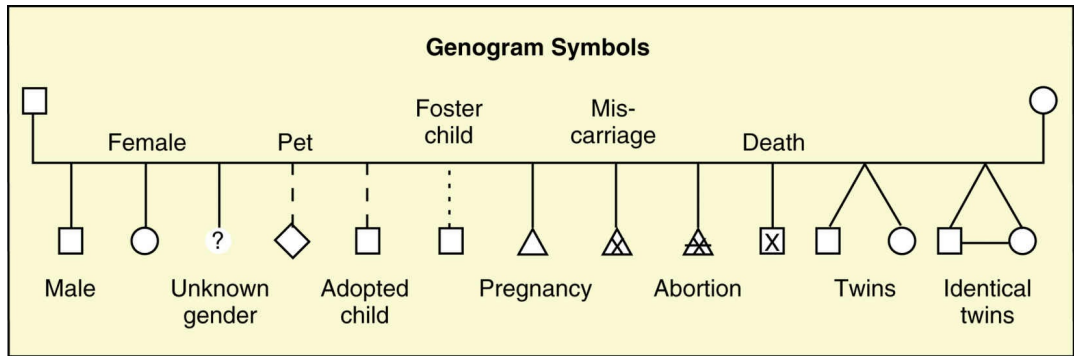 Genogram Symbols
Foster
child
Mis-
carriage
Female
Pet
Death
?
X
X
X
Male
Unknown
gender
Adopted
child
Pregnancy
Abortion
Twins
Identical
twins